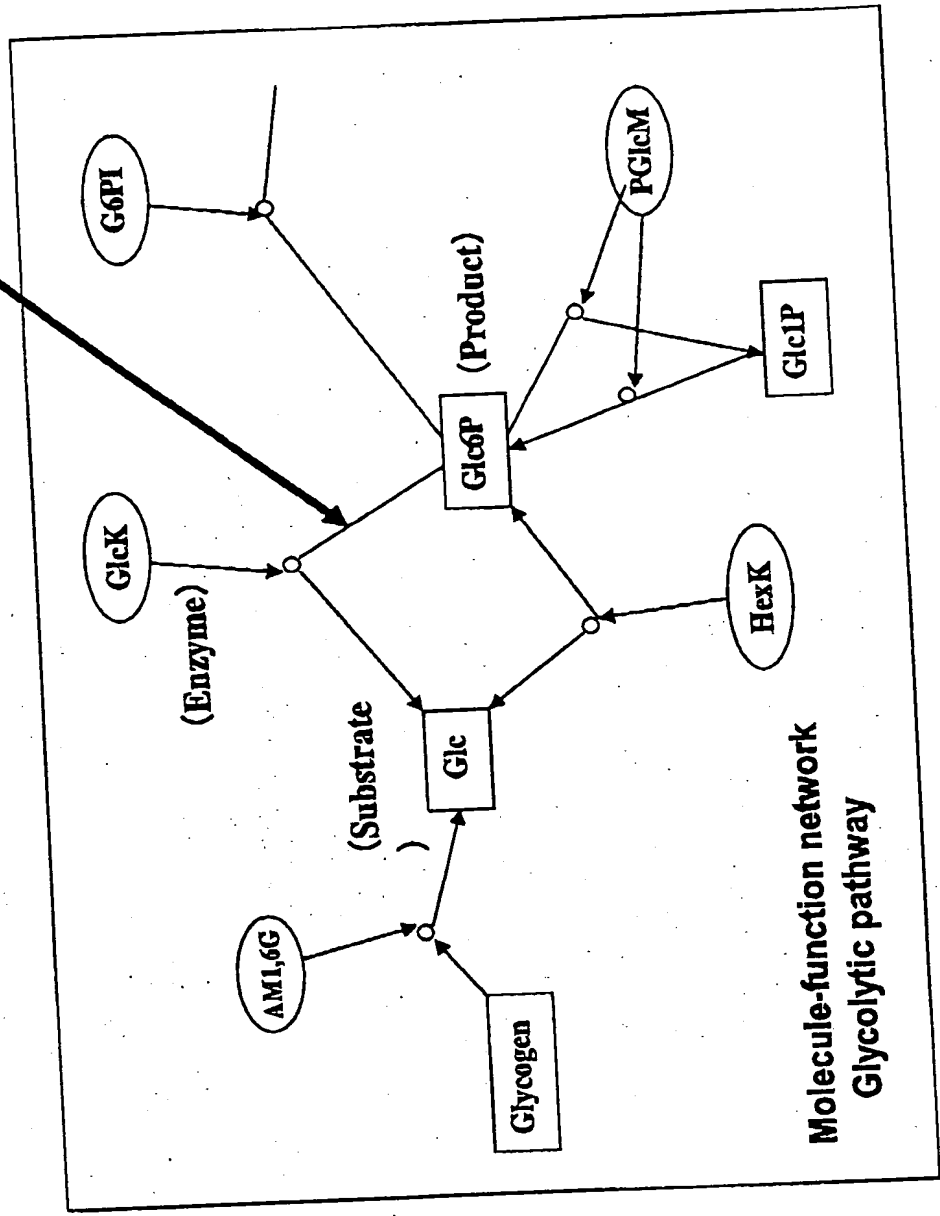 G6PI
GlcK
(Enzyme)
AM1,6G
(Substrate
)
(Product)
Glycogen
Glc
Glc6P
PGlcM
HexK
Glc1P
Molecule-function network
Glycolytic pathway